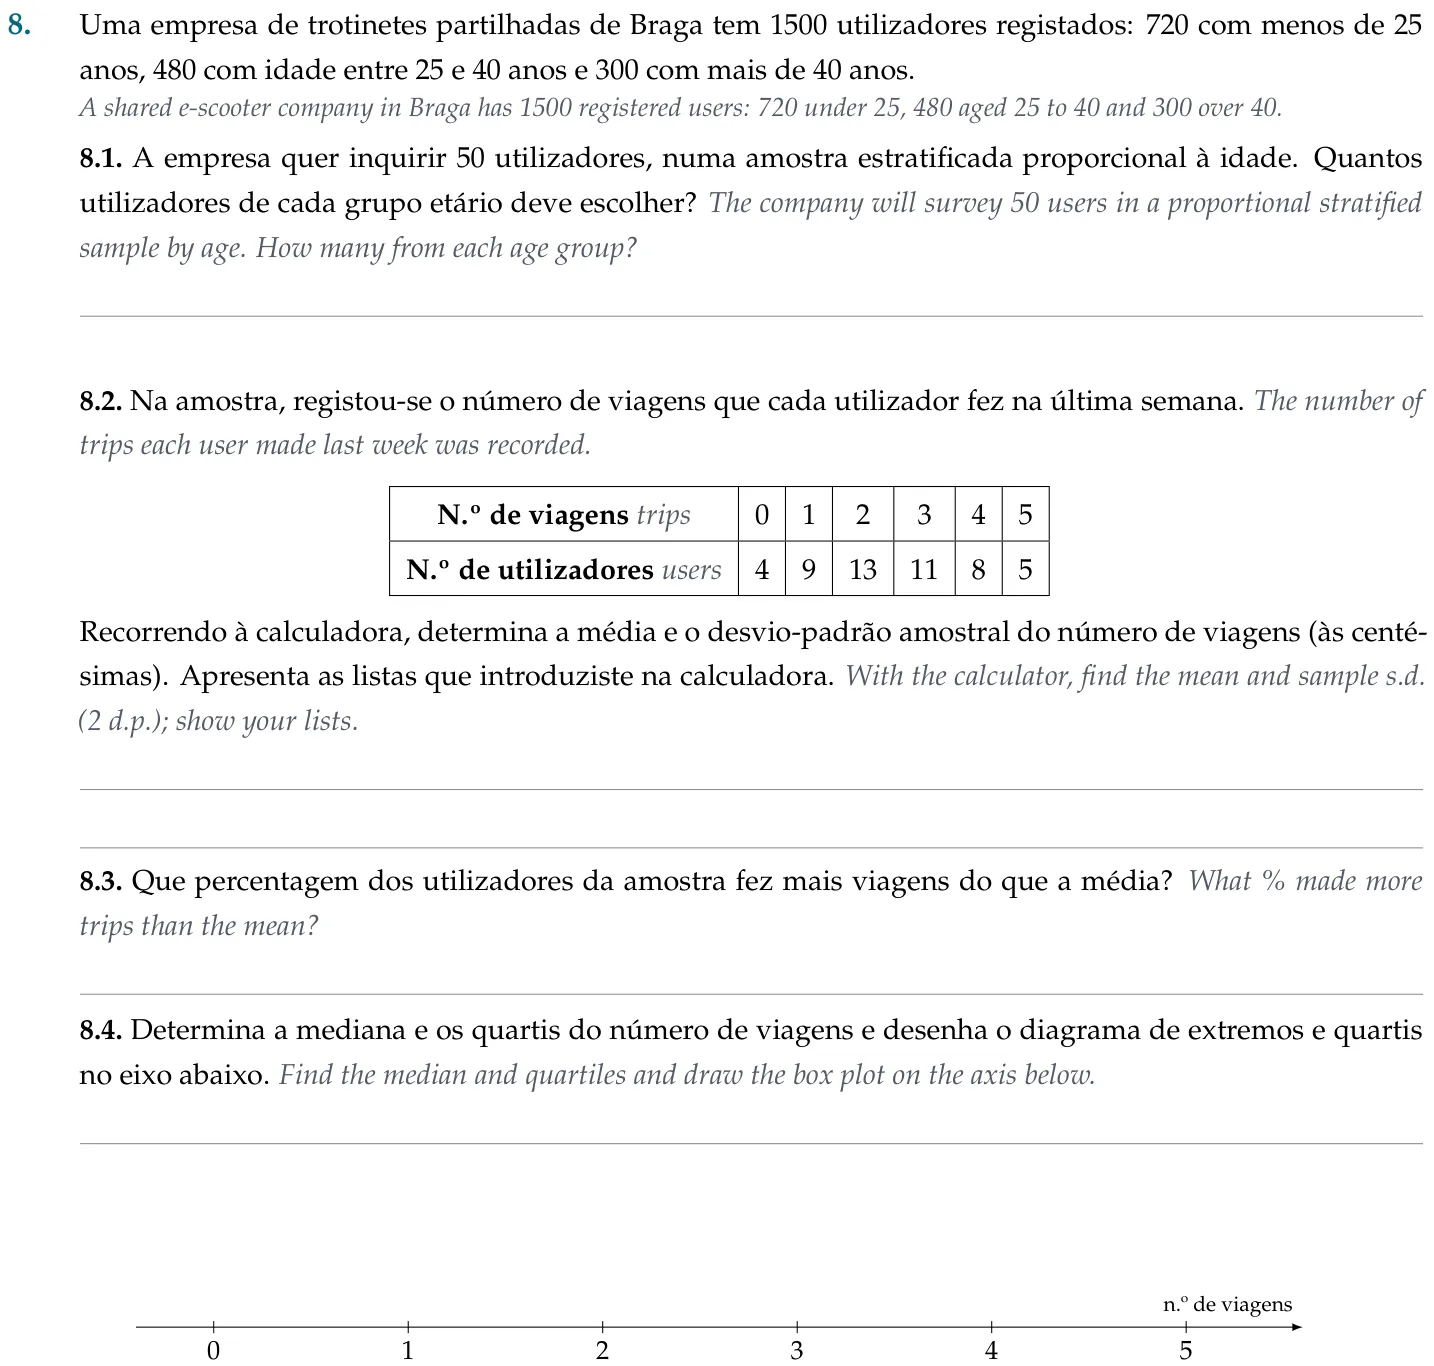 8. Uma empresa de trotinetes partilhadas de Braga tem 1500 utilizadores registados: 720 com menos de 25
anos, 480 com idade entre 25 e 40 anos e 300 com mais de 40 anos.
A shared e-scooter company in Braga has 1500 registered users: 720 under 25, 480 aged 25 to 40 and 300 over 40.
8.1. A empresa quer inquirir 50 utilizadores, numa amostra estratificada proporcional à idade. Quantos
utilizadores de cada grupo etário deve escolher? The company will survey 50 users in a proportional stratified
sample by age. How many from each age group?
8.2. Na amostra, registou-se o número de viagens que cada utilizador fez na última semana. The number of
trips each user made last week was recorded.
N.º de viagens trips 0 1 2 3 4 5
N.º de utilizadores users 4 9 13 11 8 5
Recorrendo à calculadora, determina a média e o desvio-padrão amostral do número de viagens (às centé-
simas). Apresenta as listas que introduziste na calculadora. With the calculator, find the mean and sample s.d.
(2 d.p.); show your lists.
8.3. Que percentagem dos utilizadores da amostra fez mais viagens do que a média? What % made more
trips than the mean?
8.4. Determina a mediana e os quartis do número de viagens e desenha o diagrama de extremos e quartis
no eixo abaixo. Find the median and quartiles and draw the box plot on the axis below.
n.º de viagens
0 1 2 3 4 5